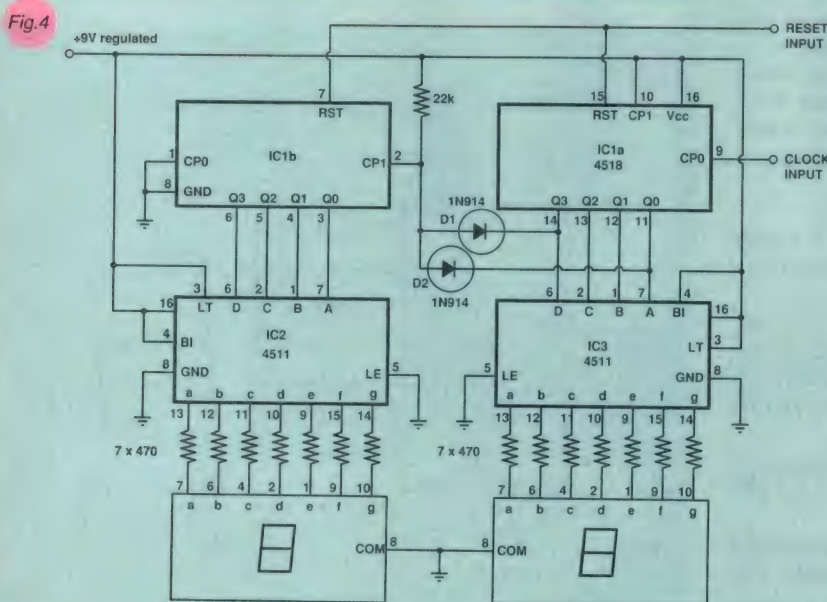 Fig.4
+9V regulated
RESET
INPUT
7
RST
22k
15 10 16
RST CP1 Vcc
1
CP0
IC1b
CP1
2
IC1a
4518
CP0
9
CLOCK
INPUT
8
GND
Q3 Q2 Q1 Q0
6 5 4 3
1N914
D1
Q3 Q2 Q1 Q0
14 13 12 11
D2
1N914
3 6 2 1 7
LT D C B A
6 2 1 7 4
D C B A BI
16
4
BI
IC2
4511
IC3
4511
16
LT
3
8
GND
LE
5
5
LE
GND
8
a b c d e f g
13 12 11 10 9 15 14
a b c d e f g
13 12 11 10 9 15 14
7 x 470
7 x 470
7 6 4 2 1 9 10
a b c d e f g
7 6 4 2 1 9 10
a b c d e f g
COM
8
8
COM